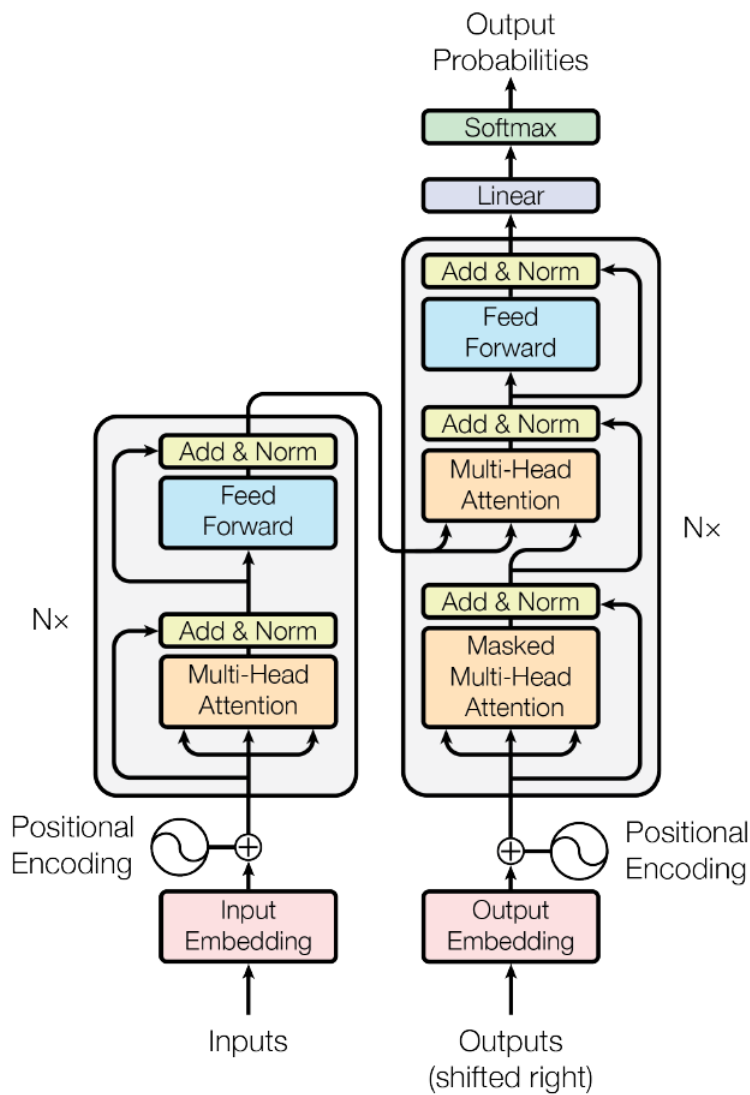 Output
Probabilities
Softmax
Linear
Add & Norm
Feed
Forward
Add & Norm
Multi-Head
Attention
Add & Norm
Masked
Multi-Head
Attention
N×
Add & Norm
Feed
Forward
Add & Norm
Multi-Head
Attention
N×
Positional
Encoding
Positional
Encoding
Input
Embedding
Output
Embedding
Inputs
Outputs
(shifted right)